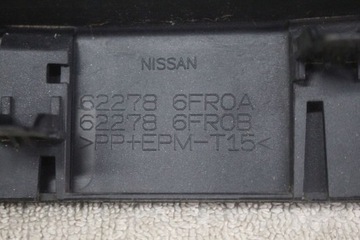 NISSAN
62278 6FR0A
62278 6FR0B
>PP+EPM-T15<